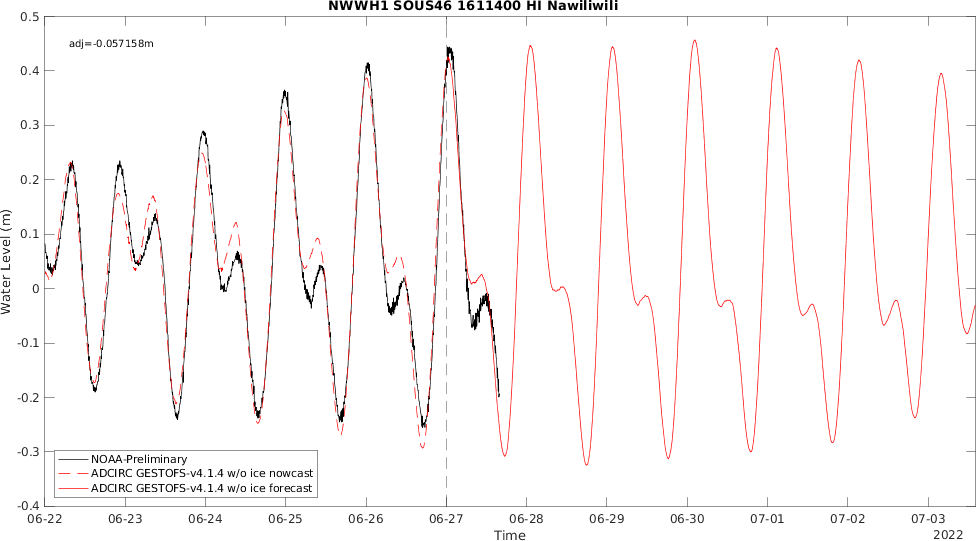 NWWH1 SOUS46 1611400 HI Nawiliwili
adj=-0.057158m
0.5
0.4
0.3
0.2
0.1
0
-0.1
-0.2
-0.3
-0.4
Water Level (m)
NOAA-Preliminary
ADCIRC GESTOFS-v4.1.4 w/o ice nowcast
ADCIRC GESTOFS-v4.1.4 w/o ice forecast
06-22 06-23 06-24 06-25 06-26 06-27 06-28 06-29 06-30 07-01 07-02 07-03
Time
2022